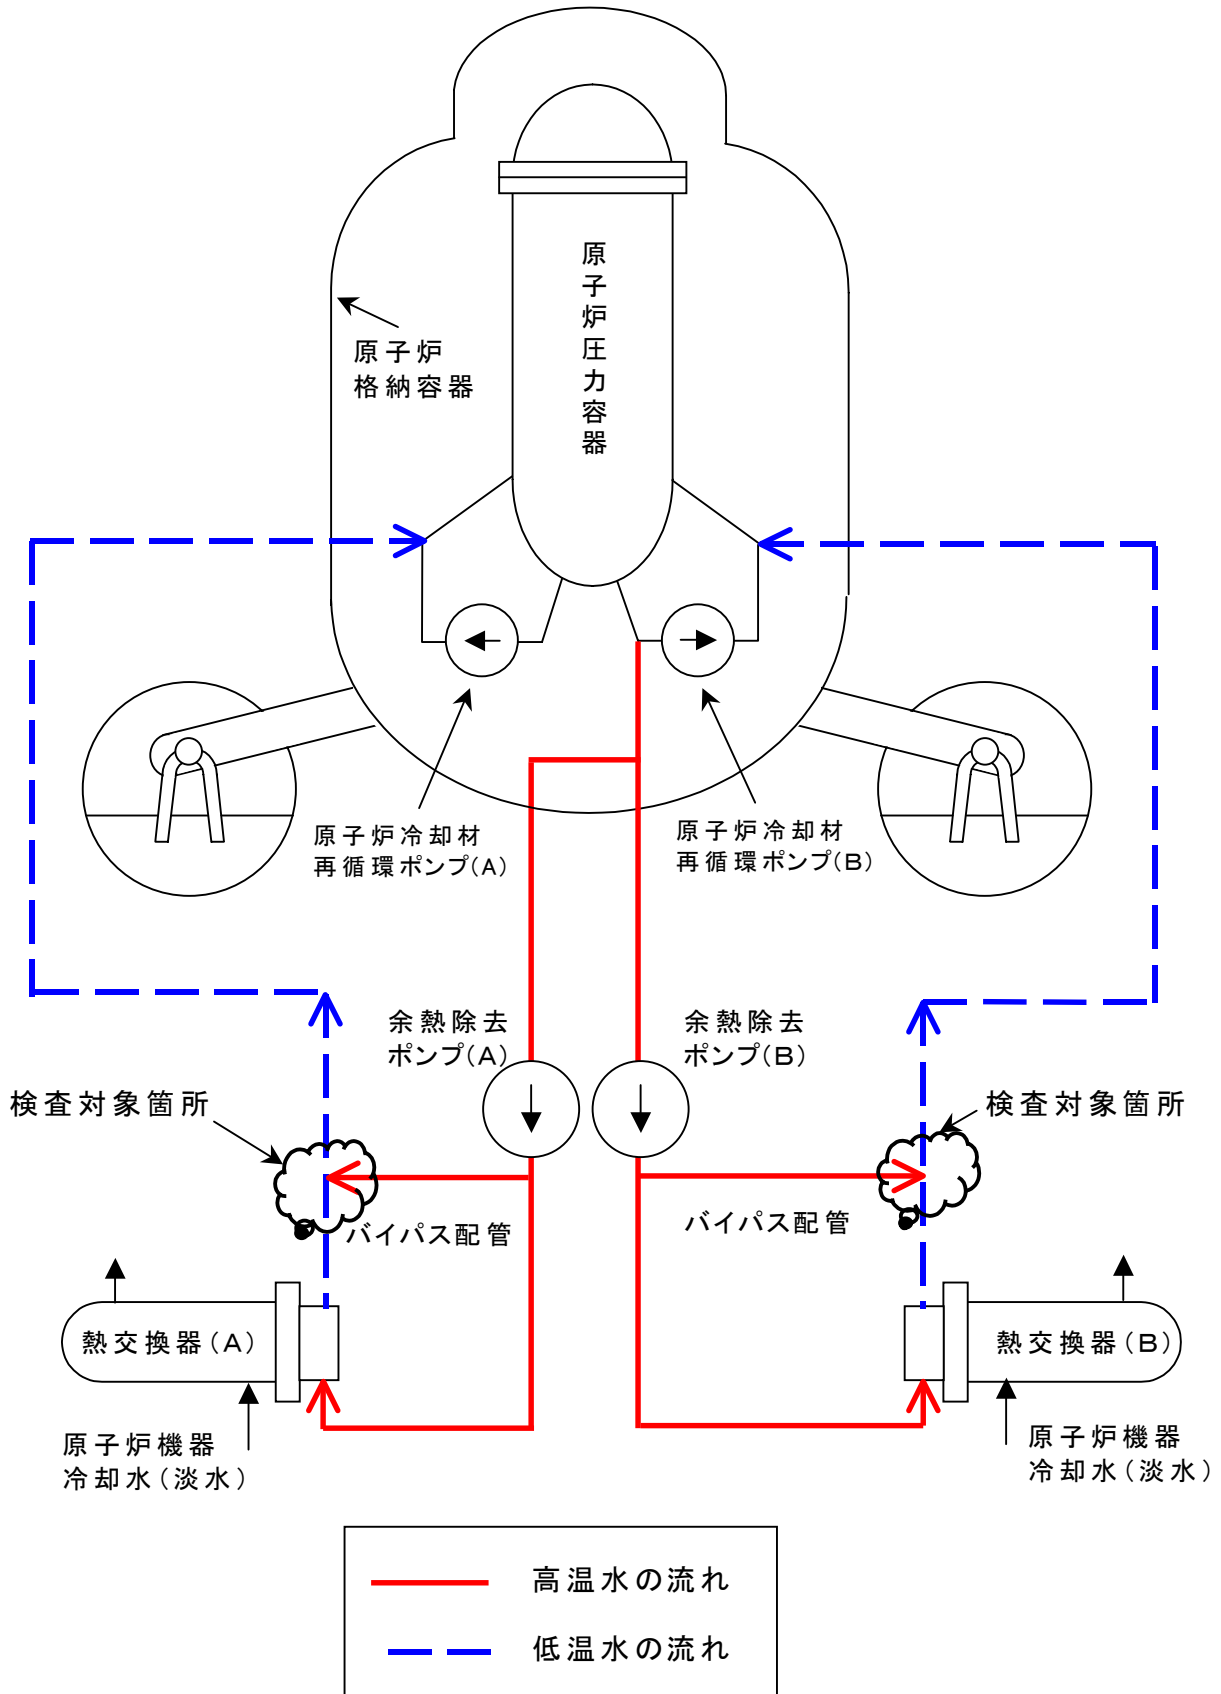 原子炉圧力容器
原子炉
格納容器
原子炉冷却材
再循環ポンプ(A)
原子炉冷却材
再循環ポンプ(B)
余熱除去
ポンプ(A)
余熱除去
ポンプ(B)
検査対象箇所
検査対象箇所
バイパス配管
バイパス配管
熱交換器(A)
熱交換器(B)
原子炉機器
冷却水(淡水)
原子炉機器
冷却水(淡水)
高温水の流れ
低温水の流れ